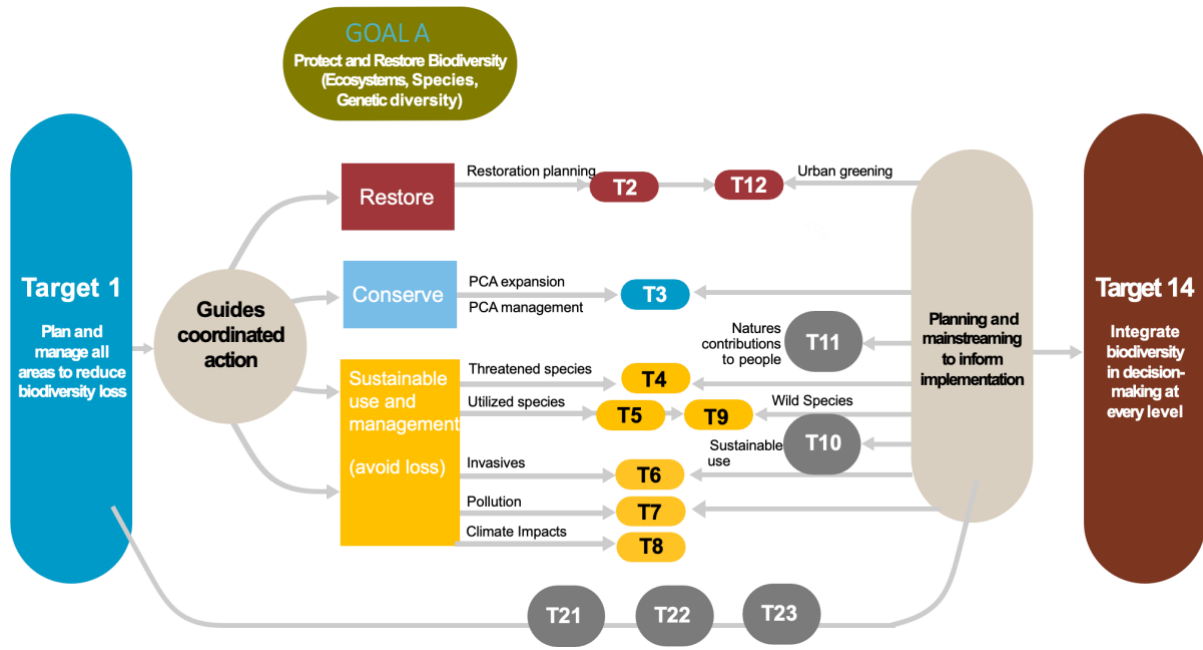 GOAL A
Protect and Restore Biodiversity
(Ecosystems, Species,
Genetic diversity)
Target 1
Plan and
manage all
areas to reduce
biodiversity loss
Guides
coordinated
action
Restore
Restoration planning
T2
T12
Urban greening
Conserve
PCA expansion
PCA management
T3
Natures
contributions
to people
T11
Sustainable
use and
management
(avoid loss)
Threatened species
T4
Utilized species
T5
T9
Wild Species
Sustainable
use
T10
Invasives
T6
Pollution
T7
Climate Impacts
T8
Planning and
mainstreaming
to inform
implementation
Target 14
Integrate
biodiversity
in decision-
making at
every level
T21
T22
T23